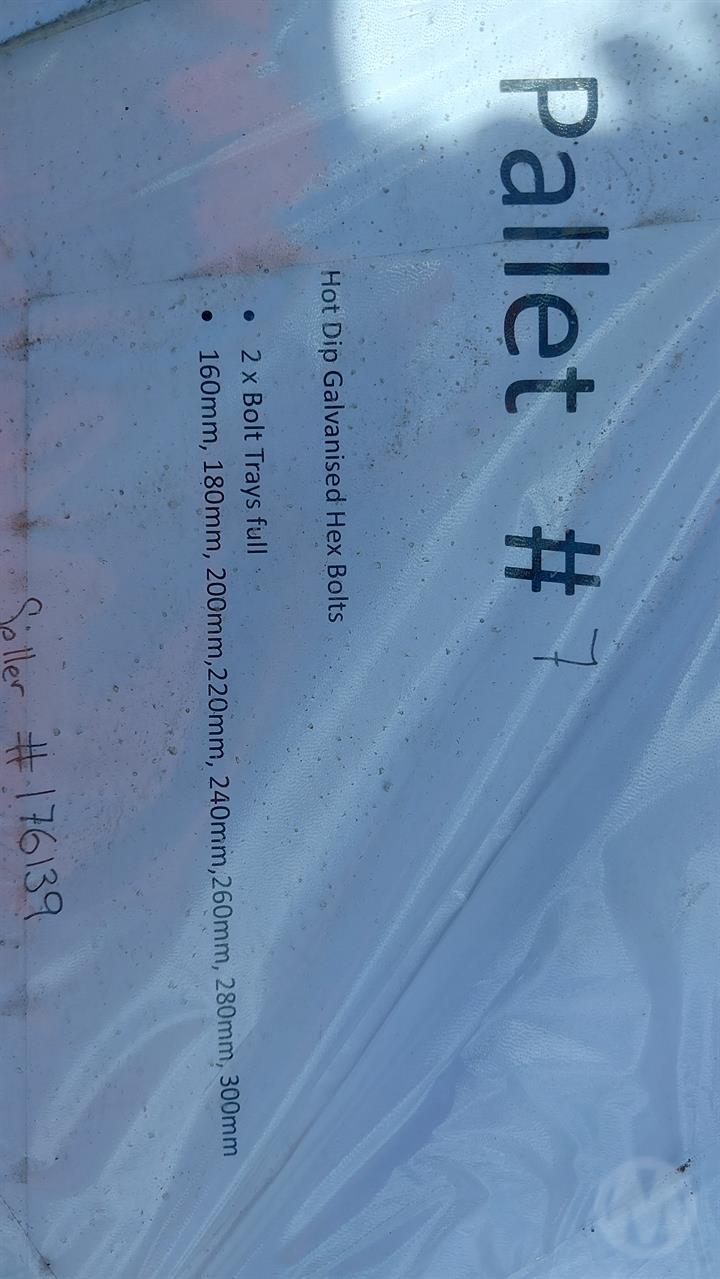 Pallet # 7
Hot Dip Galvanised Hex Bolts
• 2 x Bolt Trays full
• 160mm, 180mm, 200mm,220mm, 240mm,260mm, 280mm, 300mm
Seller # 176139
M